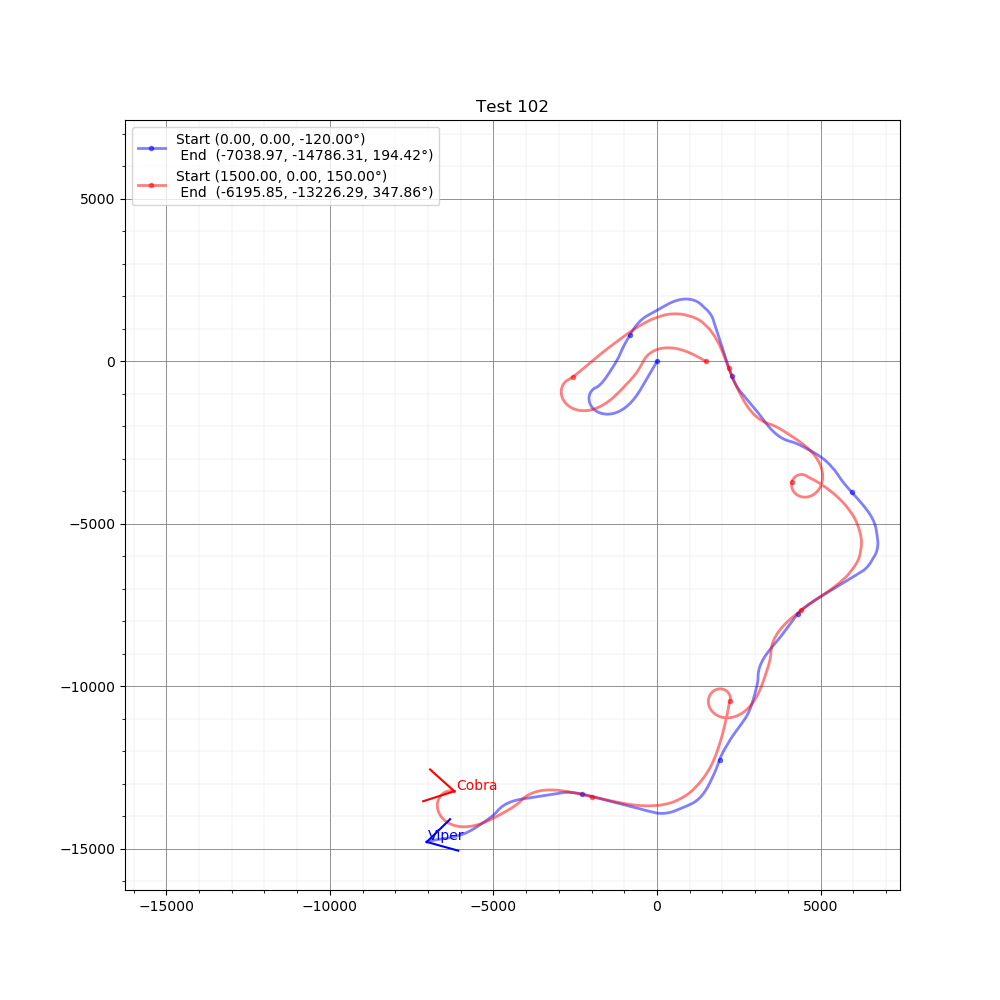 Test 102
Start (0.00, 0.00, -120.00°)
End (-7038.97, -14786.31, 194.42°)
Start (1500.00, 0.00, 150.00°)
End (-6195.85, -13226.29, 347.86°)
5000
0
−5000
−10000
−15000
Cobra
Viper
−15000
−10000
−5000
0
5000